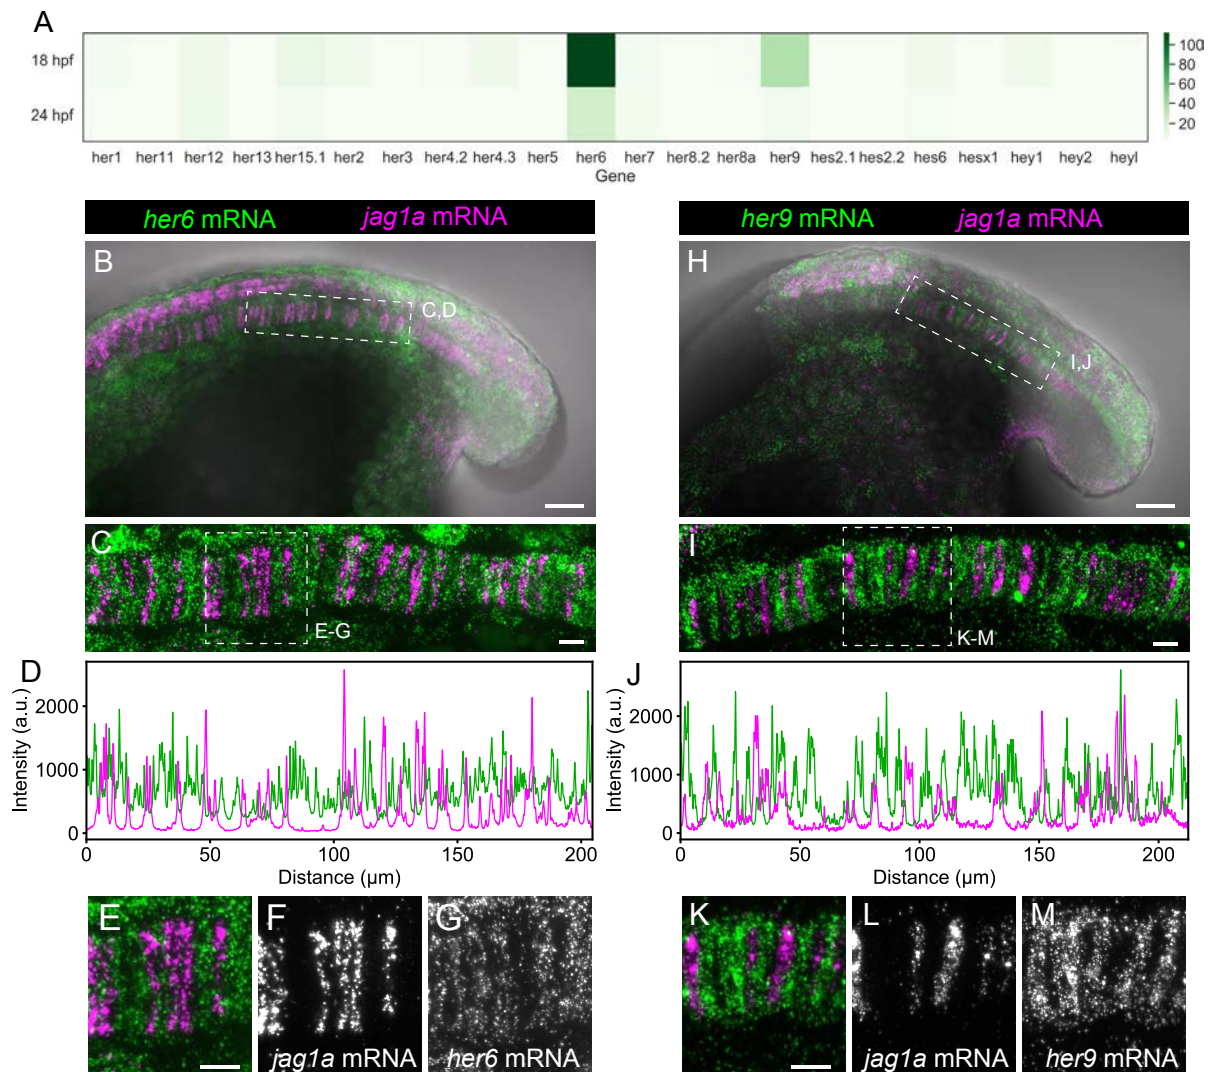 A
18 hpf
24 hpf
100
80
60
40
20
her1 her11 her12 her13 her15.1 her2 her3 her4.2 her4.3 her5 her6 her7 her8.2 her8a her9 hes2.1 hes2.2 hes6 hesx1 hey1 hey2 heyl
Gene
her6 mRNA jag1a mRNA
her9 mRNA jag1a mRNA
B
C,D
H
I,J
C
E-G
I
K-M
D
Intensity (a.u.)
2000
1000
0
0 50 100 150 200
Distance (μm)
J
Intensity (a.u.)
2000
1000
0
0 50 100 150 200
Distance (μm)
E
F
jag1a mRNA
G
her6 mRNA
K
L
jag1a mRNA
M
her9 mRNA